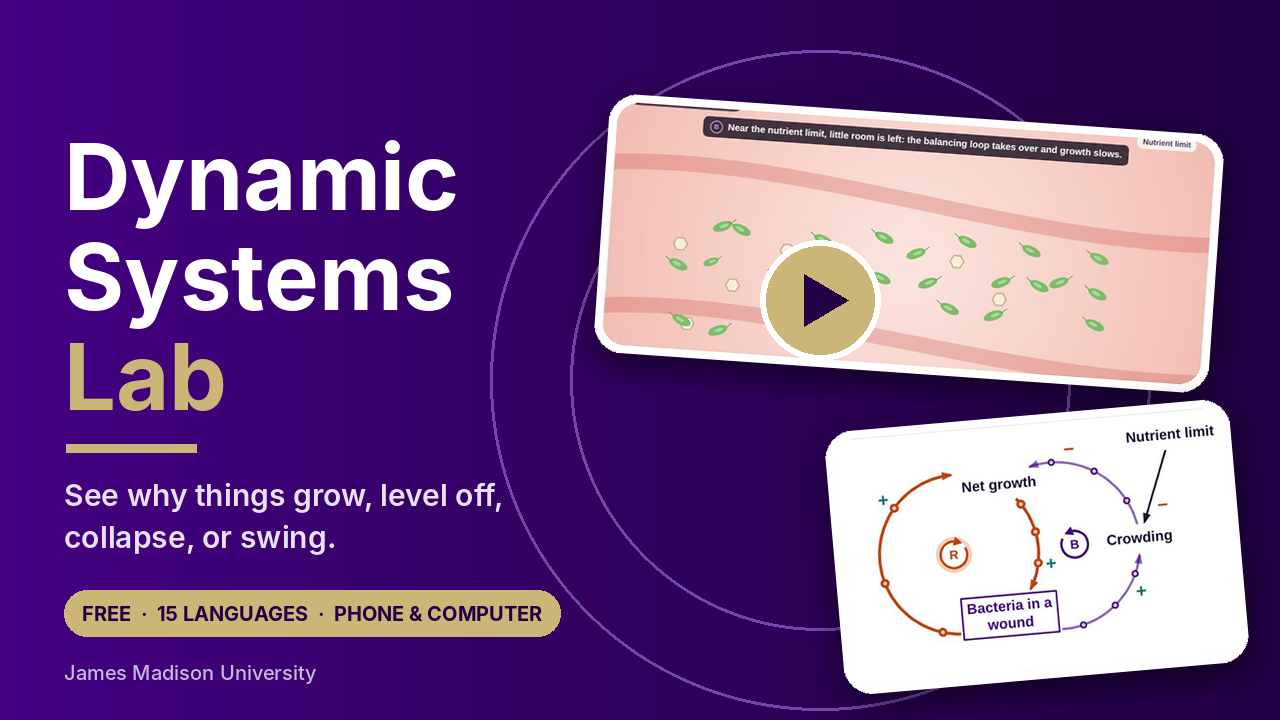 Dynamic
Systems
Lab
See why things grow, level off,
collapse, or swing.
FREE · 15 LANGUAGES · PHONE & COMPUTER
James Madison University
B Near the nutrient limit, little room is left: the balancing loop takes over and growth slows.
Nutrient limit
Nutrient limit
–
Net growth
+
–
Crowding
R
B
+
+
Bacteria in a
wound